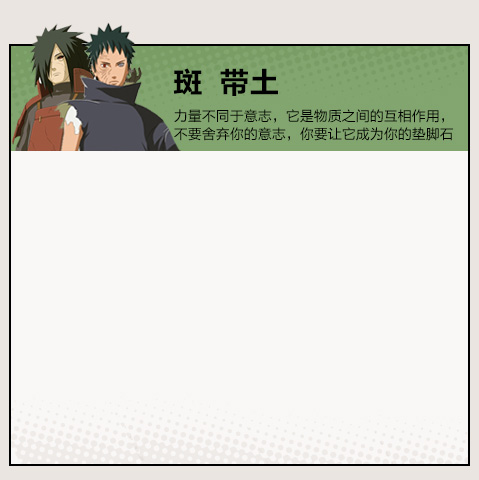 斑 带土
力量不同于意志，它是物质之间的互相作用，
不要舍弃你的意志，你要让它成为你的垫脚石